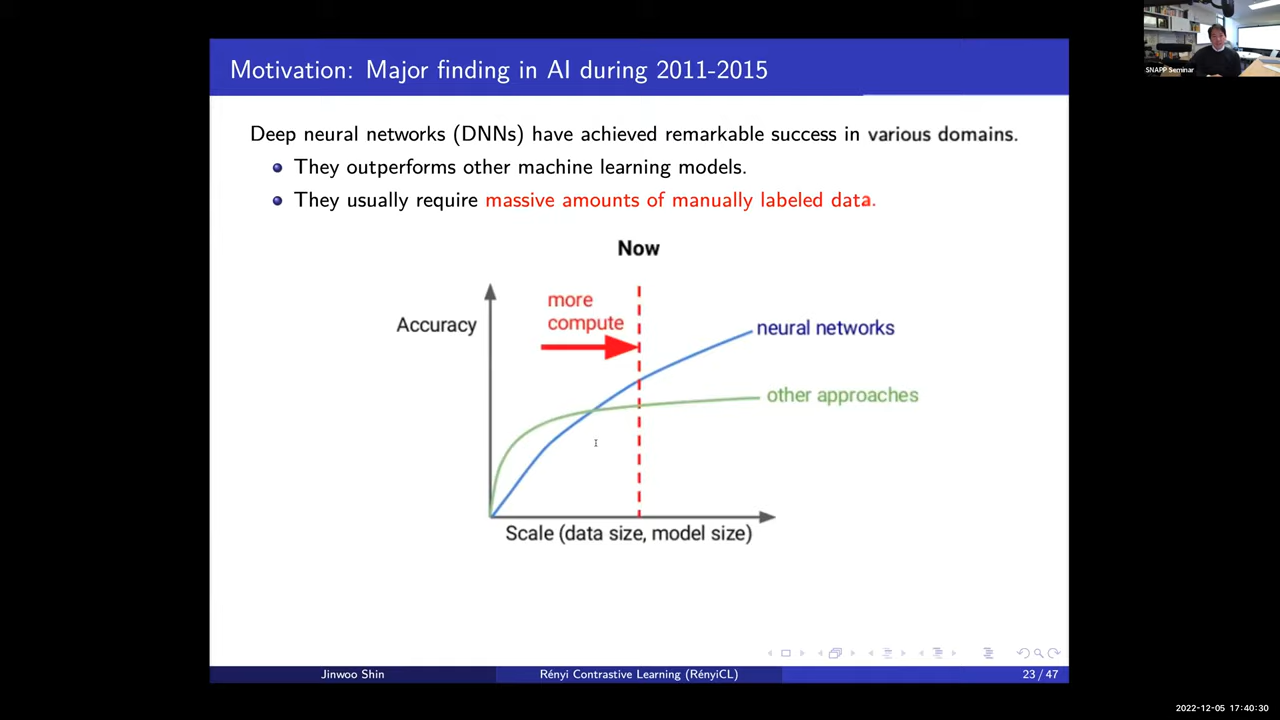 Motivation: Major finding in AI during 2011-2015
SNAPP Seminar
Deep neural networks (DNNs) have achieved remarkable success in various domains.
They outperforms other machine learning models.
They usually require massive amounts of manually labeled data.
Now
more
compute
Accuracy
neural networks
other approaches
Scale (data size, model size)
Jinwoo Shin
Rényi Contrastive Learning (RényiCL)
23 / 47
2022-12-05 17:40:30